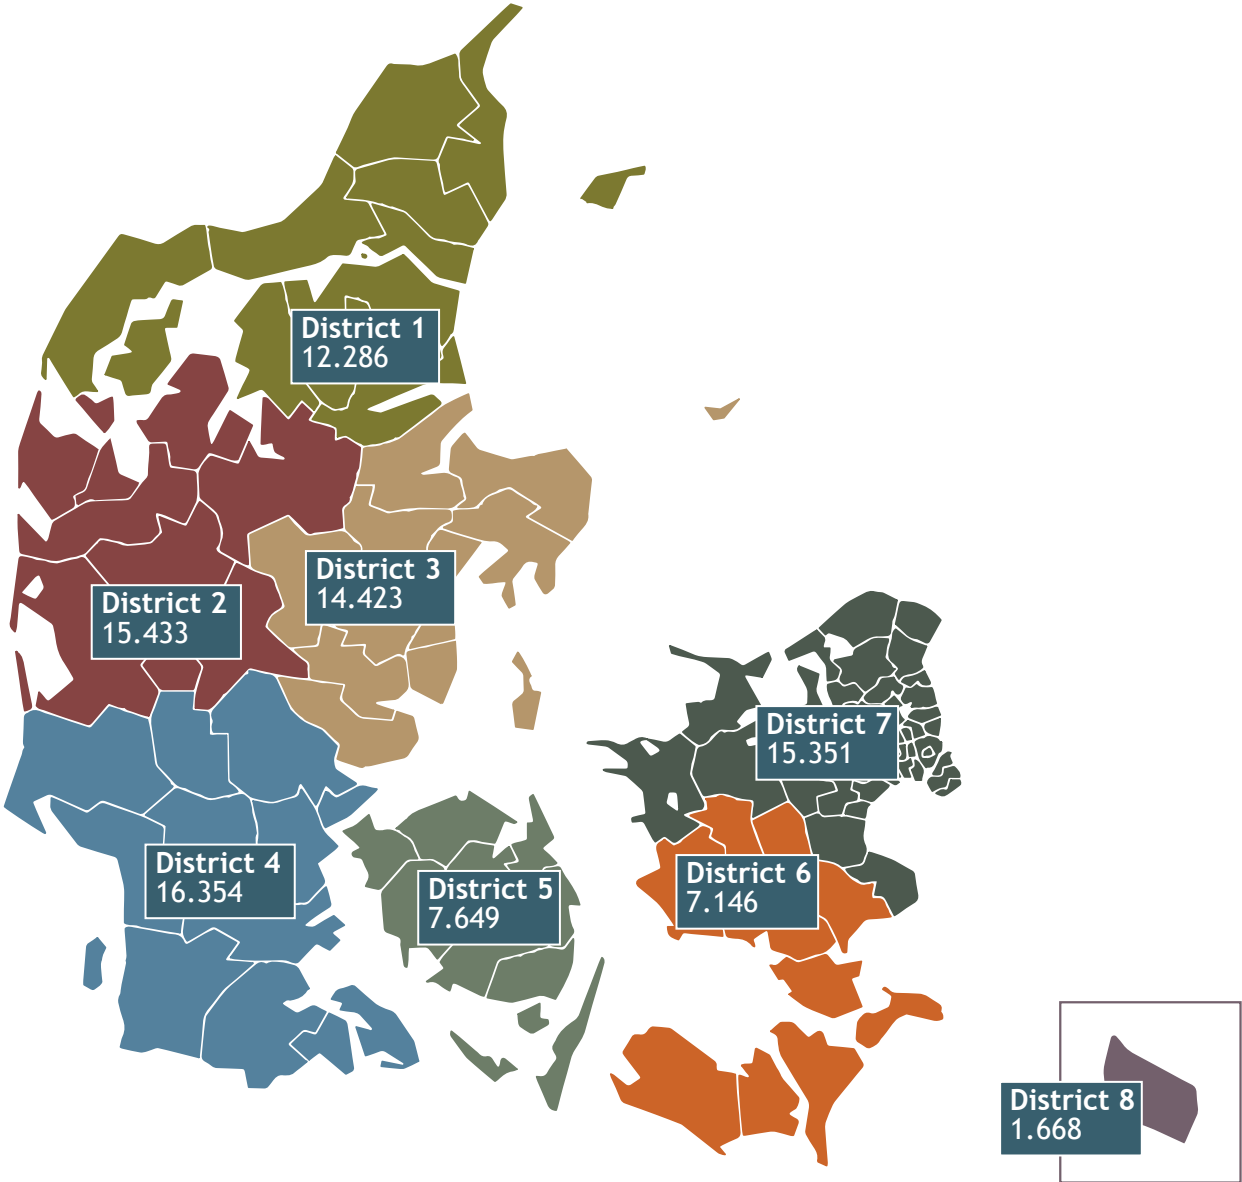 District 1
12.286
District 2
15.433
District 3
14.423
District 4
16.354
District 5
7.649
District 6
7.146
District 7
15.351
District 8
1.668